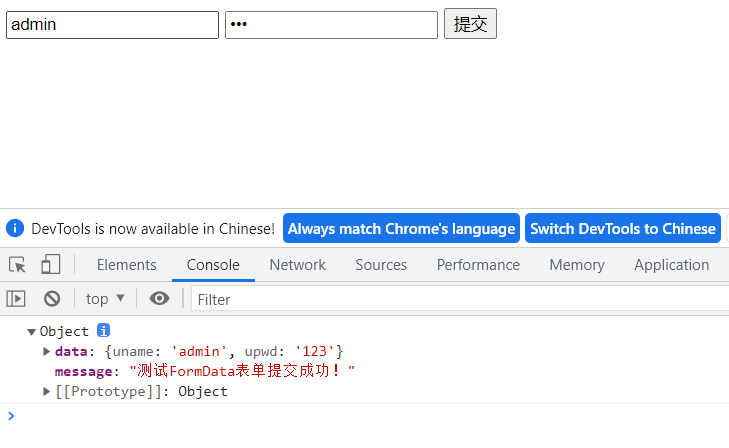 admin ••• 提交
DevTools is now available in Chinese! Always match Chrome's language Switch DevTools to Chinese
Elements Console Network Sources Performance Memory Application
top ▼ Filter
▼Object i
▶data: {uname: 'admin', upwd: '123'}
message: "测试FormData表单提交成功！"
▶[[Prototype]]: Object
>